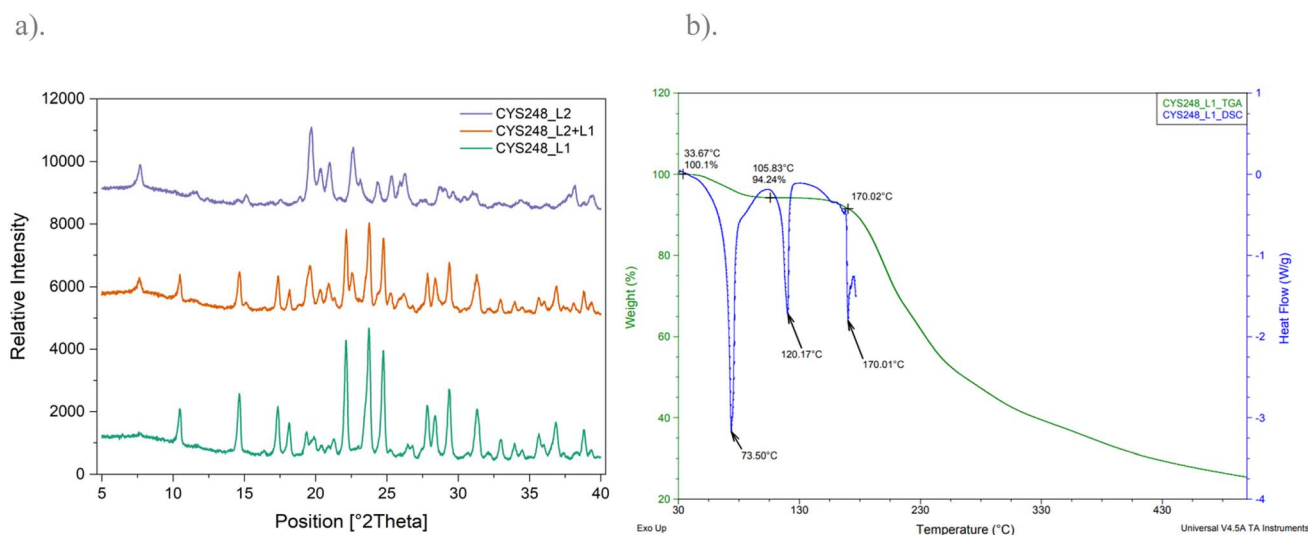 a).
b).
12000
10000
8000
6000
4000
2000
0
Relative Intensity
5
10
15
20
25
30
35
40
Position [°2Theta]
CYS248_L2
CYS248_L2+L1
CYS248_L1
120
100
80
60
40
20
Weight (%)
33.67°C
100.1%
105.83°C
94.24%
170.02°C
120.17°C
170.01°C
73.50°C
CYS248_L1_TGA
CYS248_L1_DSC
1
0
-1
-2
-3
-4
Heat Flow (W/g)
30
130
230
330
430
Exo Up
Temperature (°C)
Universal V4.5A TA Instruments